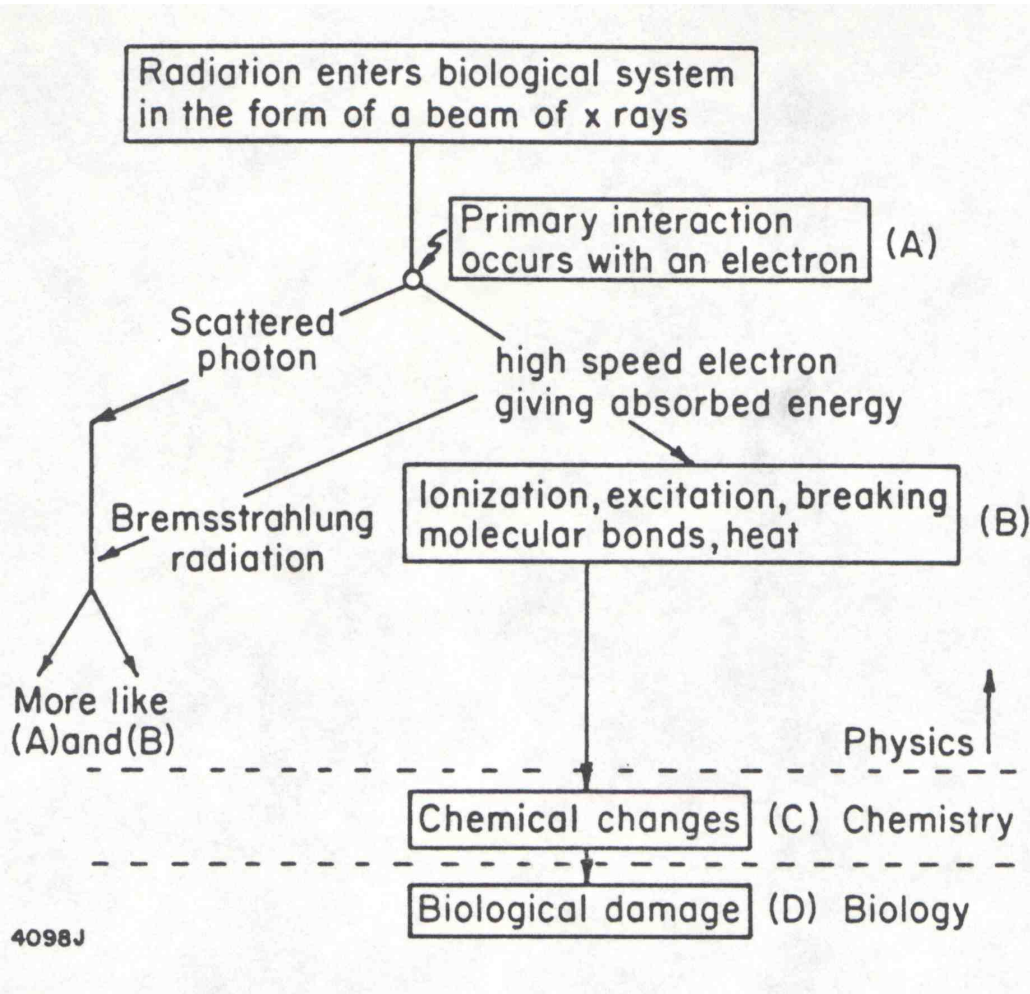 Radiation enters biological system
in the form of a beam of x rays
Primary interaction
occurs with an electron
(A)
Scattered
photon
high speed electron
giving absorbed energy
Bremsstrahlung
radiation
Ionization, excitation, breaking
molecular bonds, heat
(B)
More like
(A)and(B)
Physics
Chemical changes
(C) Chemistry
Biological damage
(D) Biology
4098J